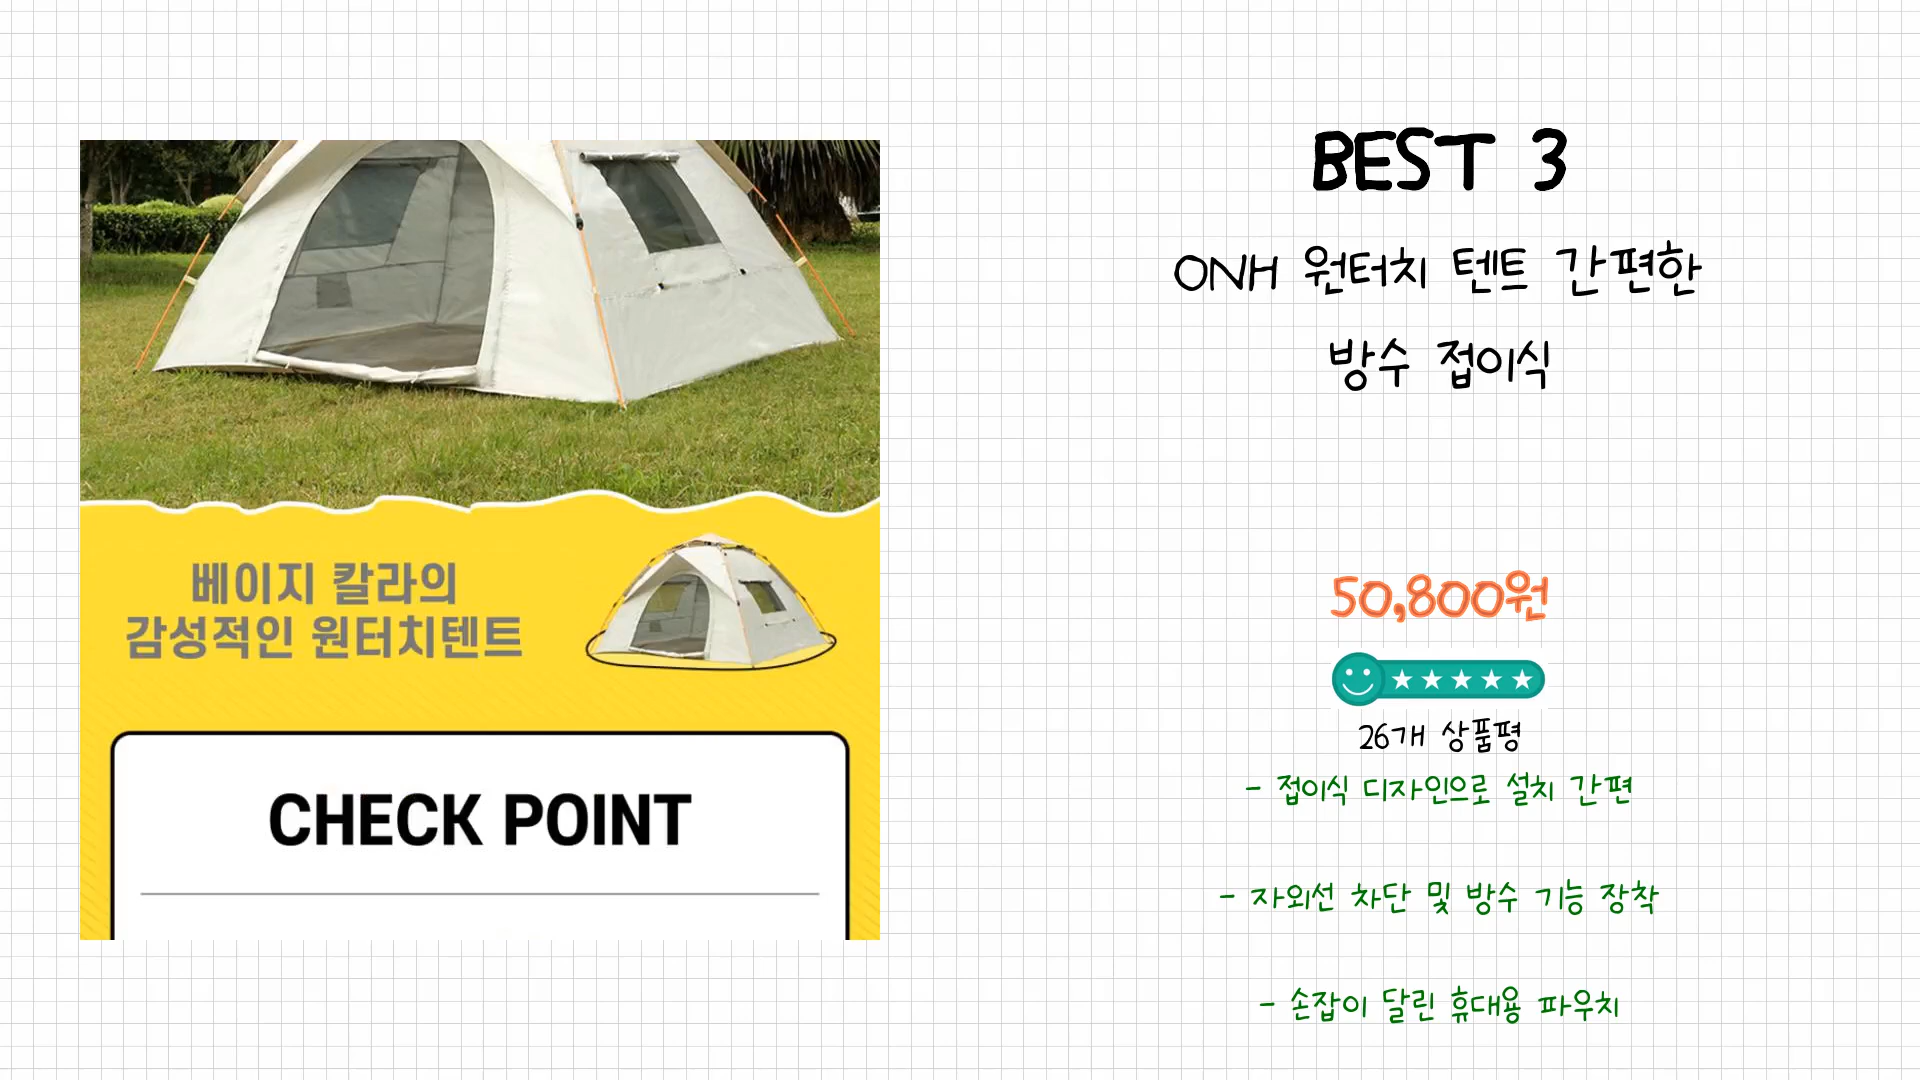 베이지 칼라의
감성적인 원터치텐트
CHECK POINT
BEST 3
ONH 원터치 텐트 간편한
방수 접이식
50,800원
26개 상품평
- 접이식 디자인으로 설치 간편
- 자외선 차단 및 방수 기능 장착
- 손잡이 달린 휴대용 파우치